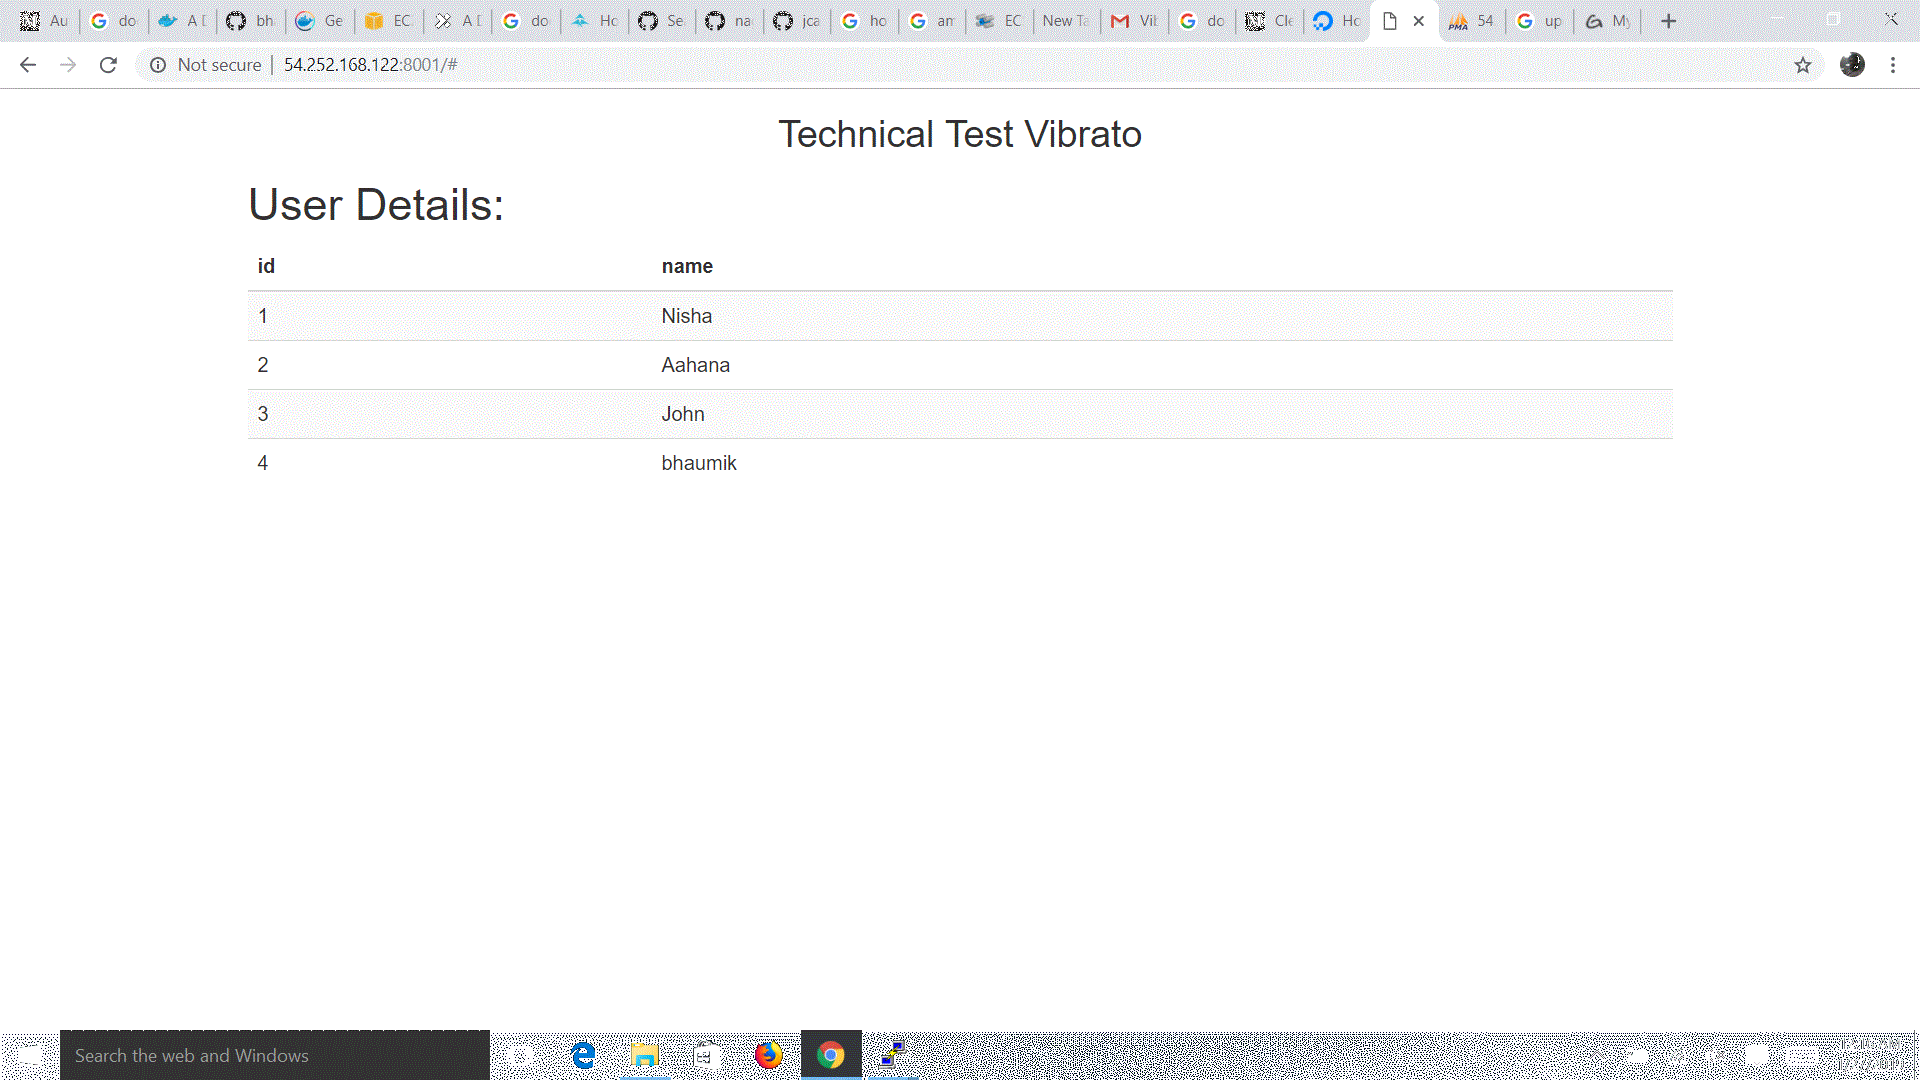 Au do A D bh Ge EC A D do Ho Se na jca ho am EC New Ta Vib do Cle Ho 54 up My
Not secure 54.252.168.122:8001/#
Technical Test Vibrato
User Details:
id name
1 Nisha
2 Aahana
3 John
4 bhaumik
Search the web and Windows